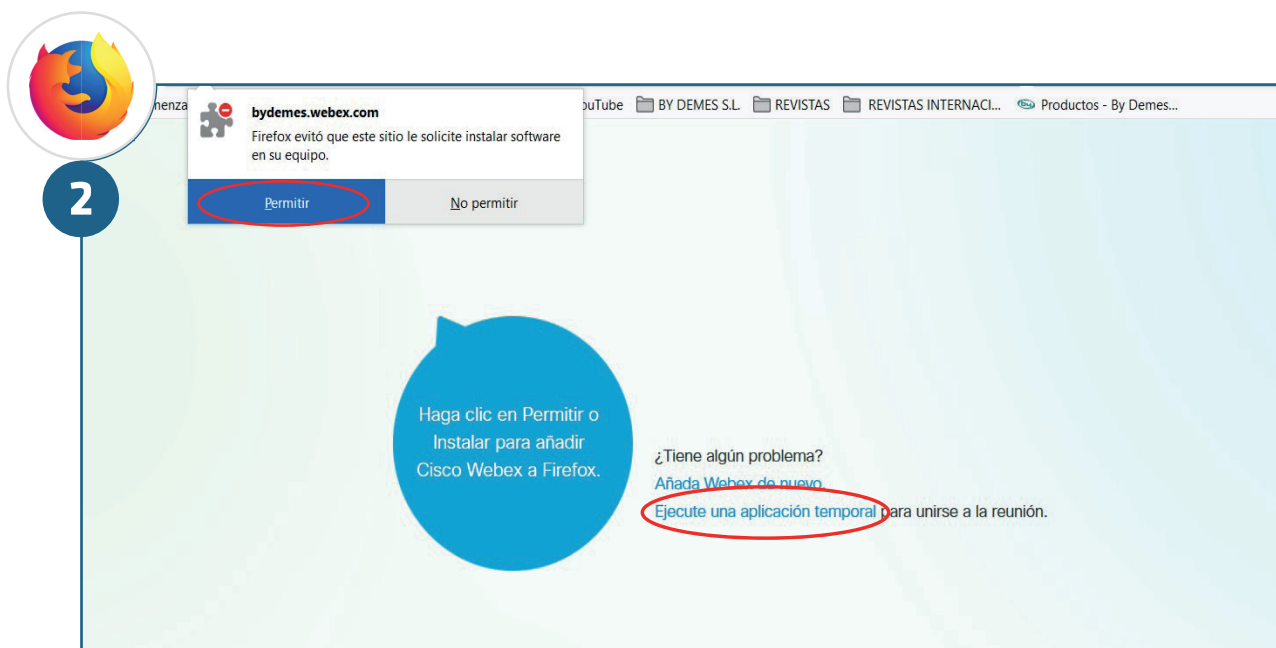 ouTube BY DEMES S.L. REVISTAS REVISTAS INTERNACI... Productos - By Demes...
bydemes.webex.com
Firefox evitó que este sitio le solicite instalar software
en su equipo.
Permitir No permitir
2
Haga clic en Permitir o
Instalar para añadir
Cisco Webex a Firefox.
¿Tiene algún problema?
Añada Webex de nuevo.
Ejecute una aplicación temporal para unirse a la reunión.